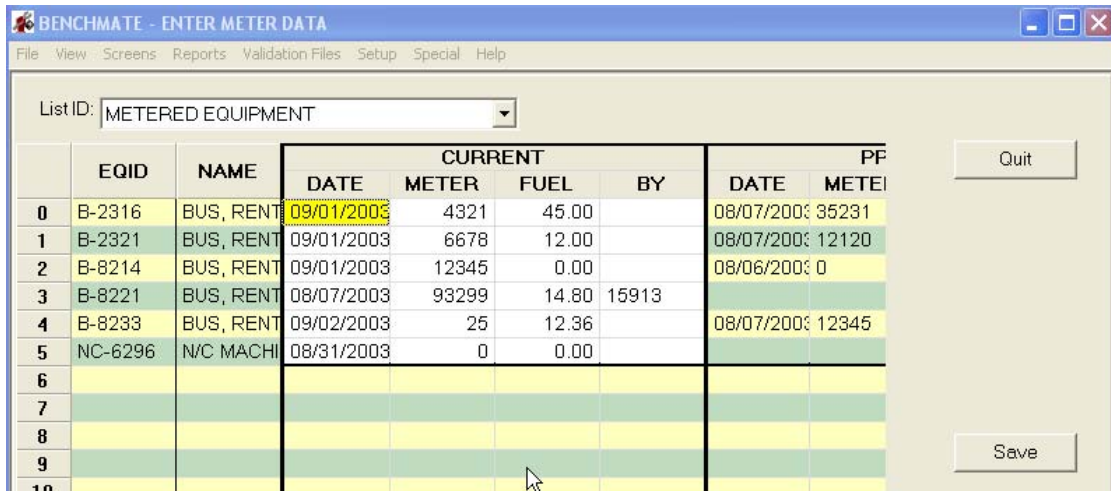 BENCHMATE - ENTER METER DATA
File View Screens Reports Validation Files Setup Special Help
List ID: METERED EQUIPMENT
CURRENT PF
EQID NAME DATE METER FUEL BY DATE METE
Quit
0 B-2316 BUS, RENT 09/01/2003 4321 45.00 08/07/2003 35231
1 B-2321 BUS, RENT 09/01/2003 6678 12.00 08/07/2003 12120
2 B-8214 BUS, RENT 09/01/2003 12345 0.00 08/06/2003 0
3 B-8221 BUS, RENT 08/07/2003 93299 14.80 15913
4 B-8233 BUS, RENT 09/02/2003 25 12.36 08/07/2003 12345
5 NC-6296 N/C MACHI 08/31/2003 0 0.00
6
7
8
9
Save